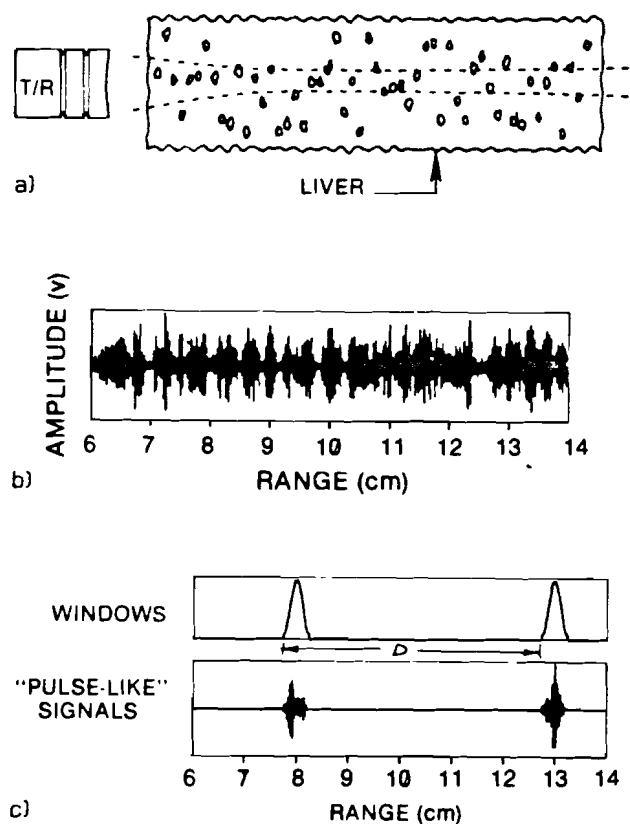 T/R
LIVER
a)
AMPLITUDE (v)
6 7 8 9 10 11 12 13 14
RANGE (cm)
b)
WINDOWS
D
"PULSE-LIKE"
SIGNALS
6 7 8 9 10 11 12 13 14
RANGE (cm)
c)